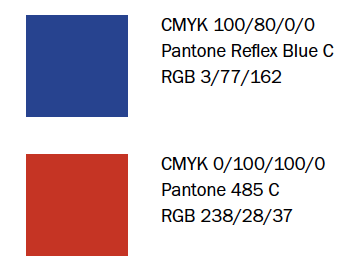 CMYK 100/80/0/0
Pantone Reflex Blue C
RGB 3/77/162
CMYK 0/100/100/0
Pantone 485 C
RGB 238/28/37